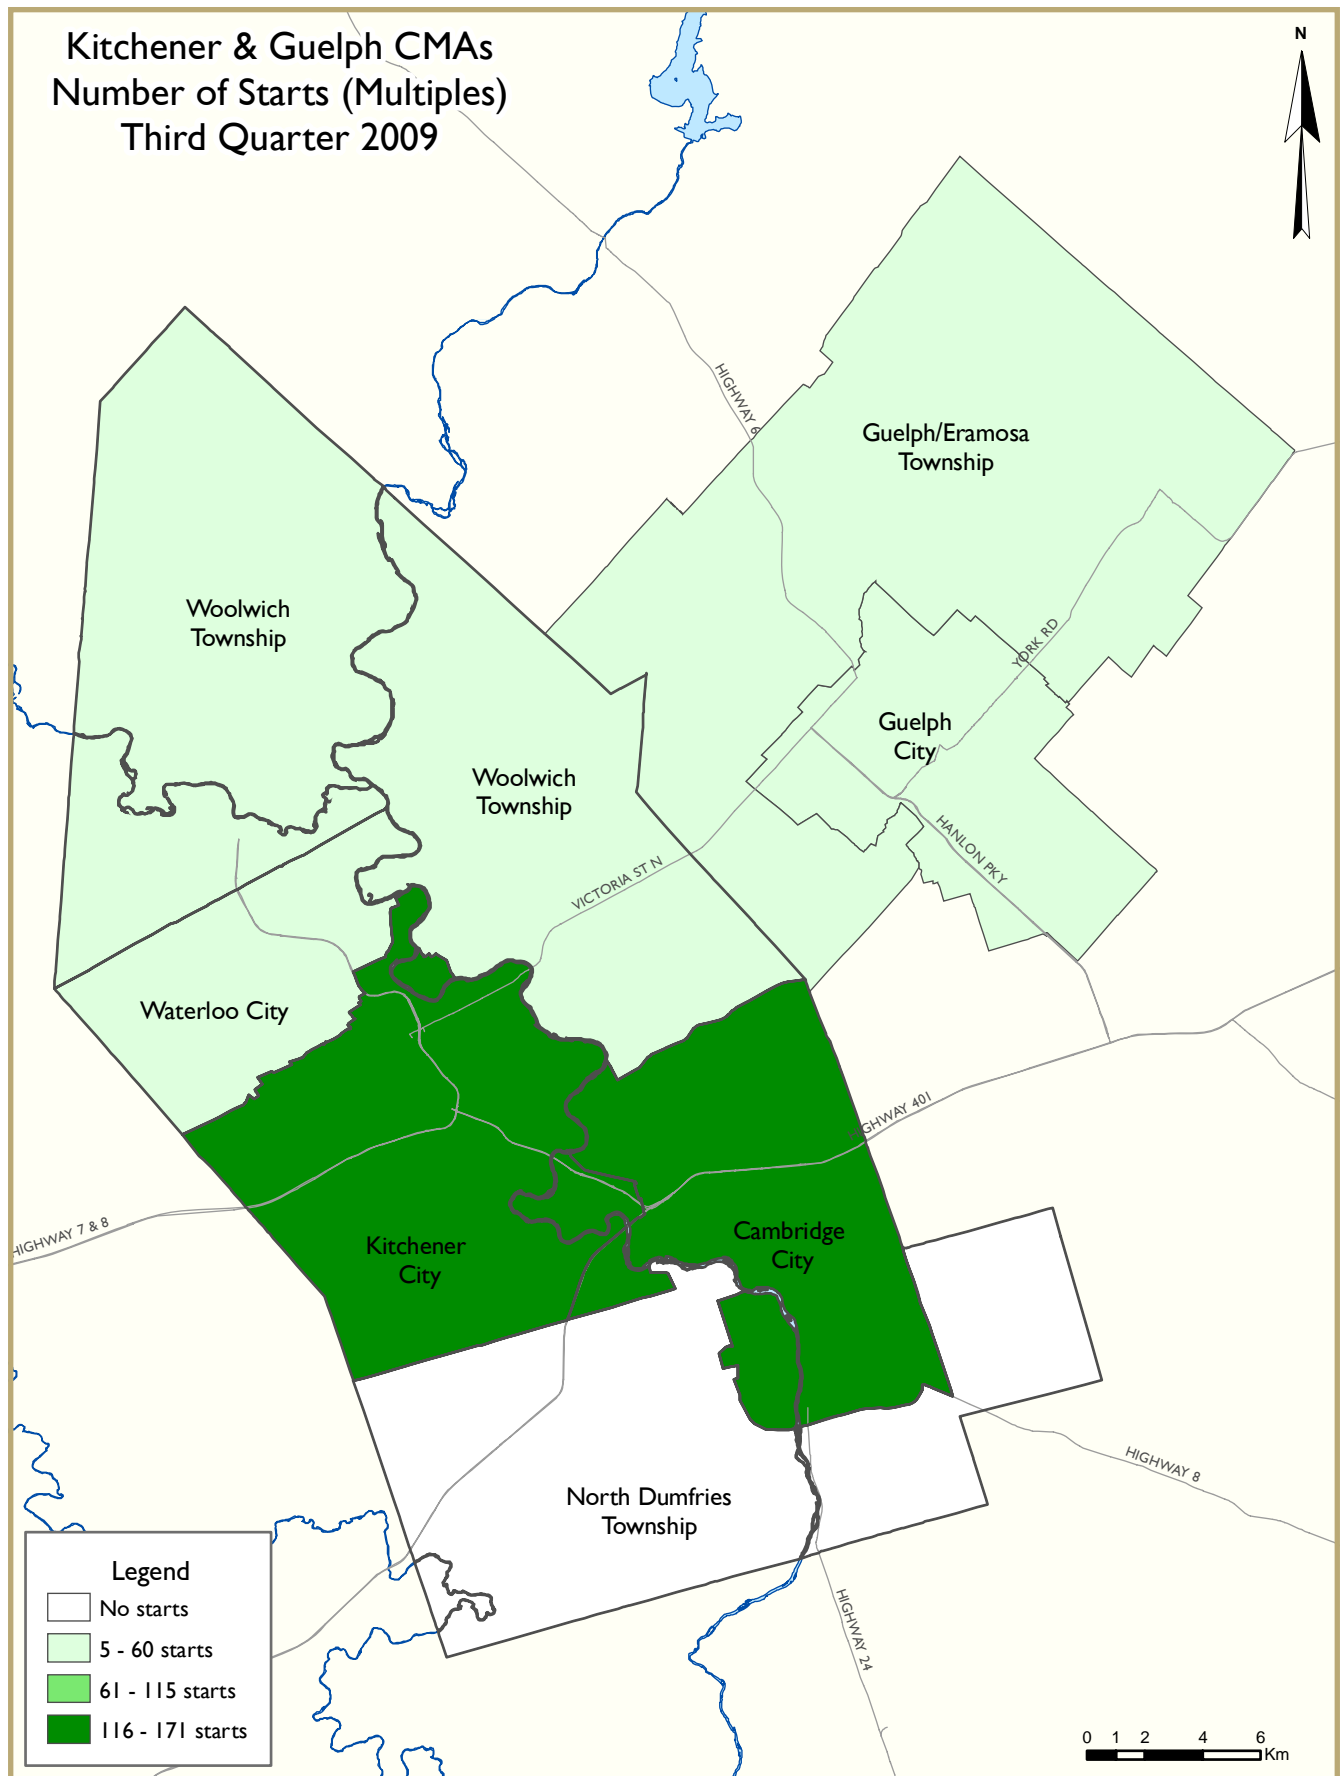 Kitchener & Guelph CMAs
Number of Starts (Multiples)
Third Quarter 2009
N
HIGHWAY 6
Guelph/Eramosa
Township
Woolwich
Township
YORK RD
Guelph
City
Woolwich
Township
HANLON PKY
VICTORIA ST N
Waterloo City
HIGHWAY 401
HIGHWAY 7 & 8
Kitchener
City
Cambridge
City
HIGHWAY 8
North Dumfries
Township
HIGHWAY 24
Legend
No starts
5 - 60 starts
61 - 115 starts
116 - 171 starts
0 1 2 4 6
Km